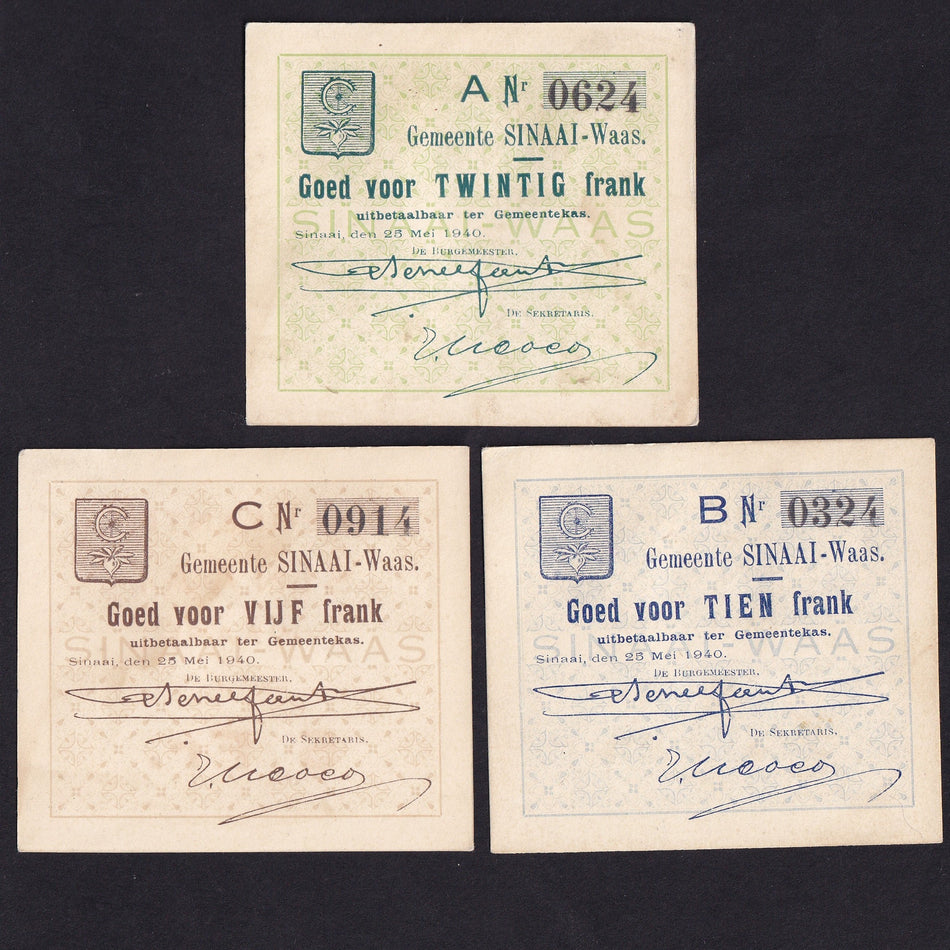 A Nr 0624
Gemeente SINAAI-Waas.
Goed voor TWINTIG frank
uitbetaalbaar ter Gemeentekas.
SINAAI-WAAS
Sinaai, den 25 Mei 1940.
DE BURGEMEESTER,
DE SEKRETARIS.
C Nr 0914
Gemeente SINAAI-Waas.
Goed voor VIJF frank
uitbetaalbaar ter Gemeentekas.
SINAAI-WAAS
Sinaai, den 25 Mei 1940.
DE BURGEMEESTER,
DE SEKRETARIS.
B Nr 0324
Gemeente SINAAI-Waas.
Goed voor TIEN frank
uitbetaalbaar ter Gemeentekas.
SINAAI-WAAS
Sinaai, den 25 Mei 1940.
DE BURGEMEESTER,
DE SEKRETARIS.